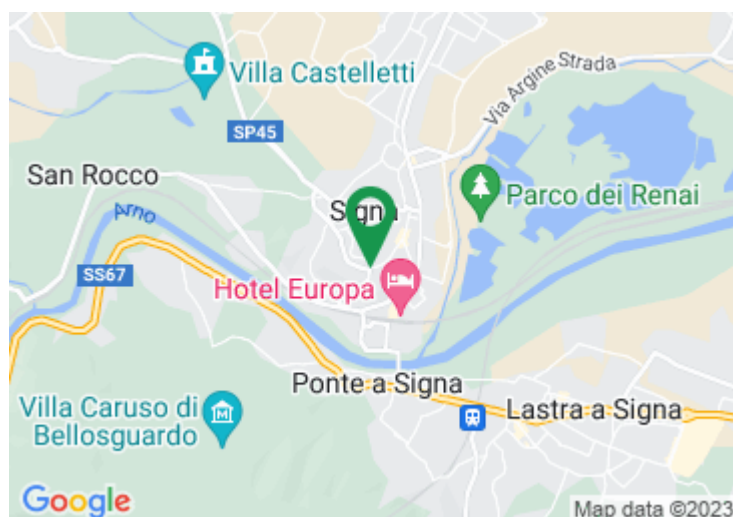 Villa Castelletti
Via Argine Strada
SP45
San Rocco
Signa
Parco dei Renai
Arno
SS67
Hotel Europa
Ponte a Signa
Villa Caruso di
Bellosguardo
M
Lastra a Signa
Google
Map data ©2023